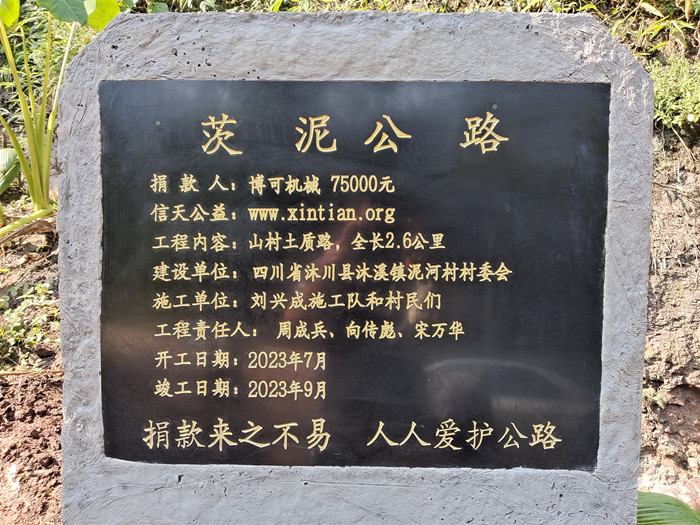 茨泥公路
捐款人：博可机械 75000元
信天公益：www.xintian.org
工程内容：山村土质路，全长2.6公里
建设单位：四川省沐川县沐溪镇泥河村村委会
施工单位：刘兴成施工队和村民们
工程责任人：周成兵、向传彪、宋万华
开工日期：2023年7月
竣工日期：2023年9月
捐款来之不易 人人爱护公路